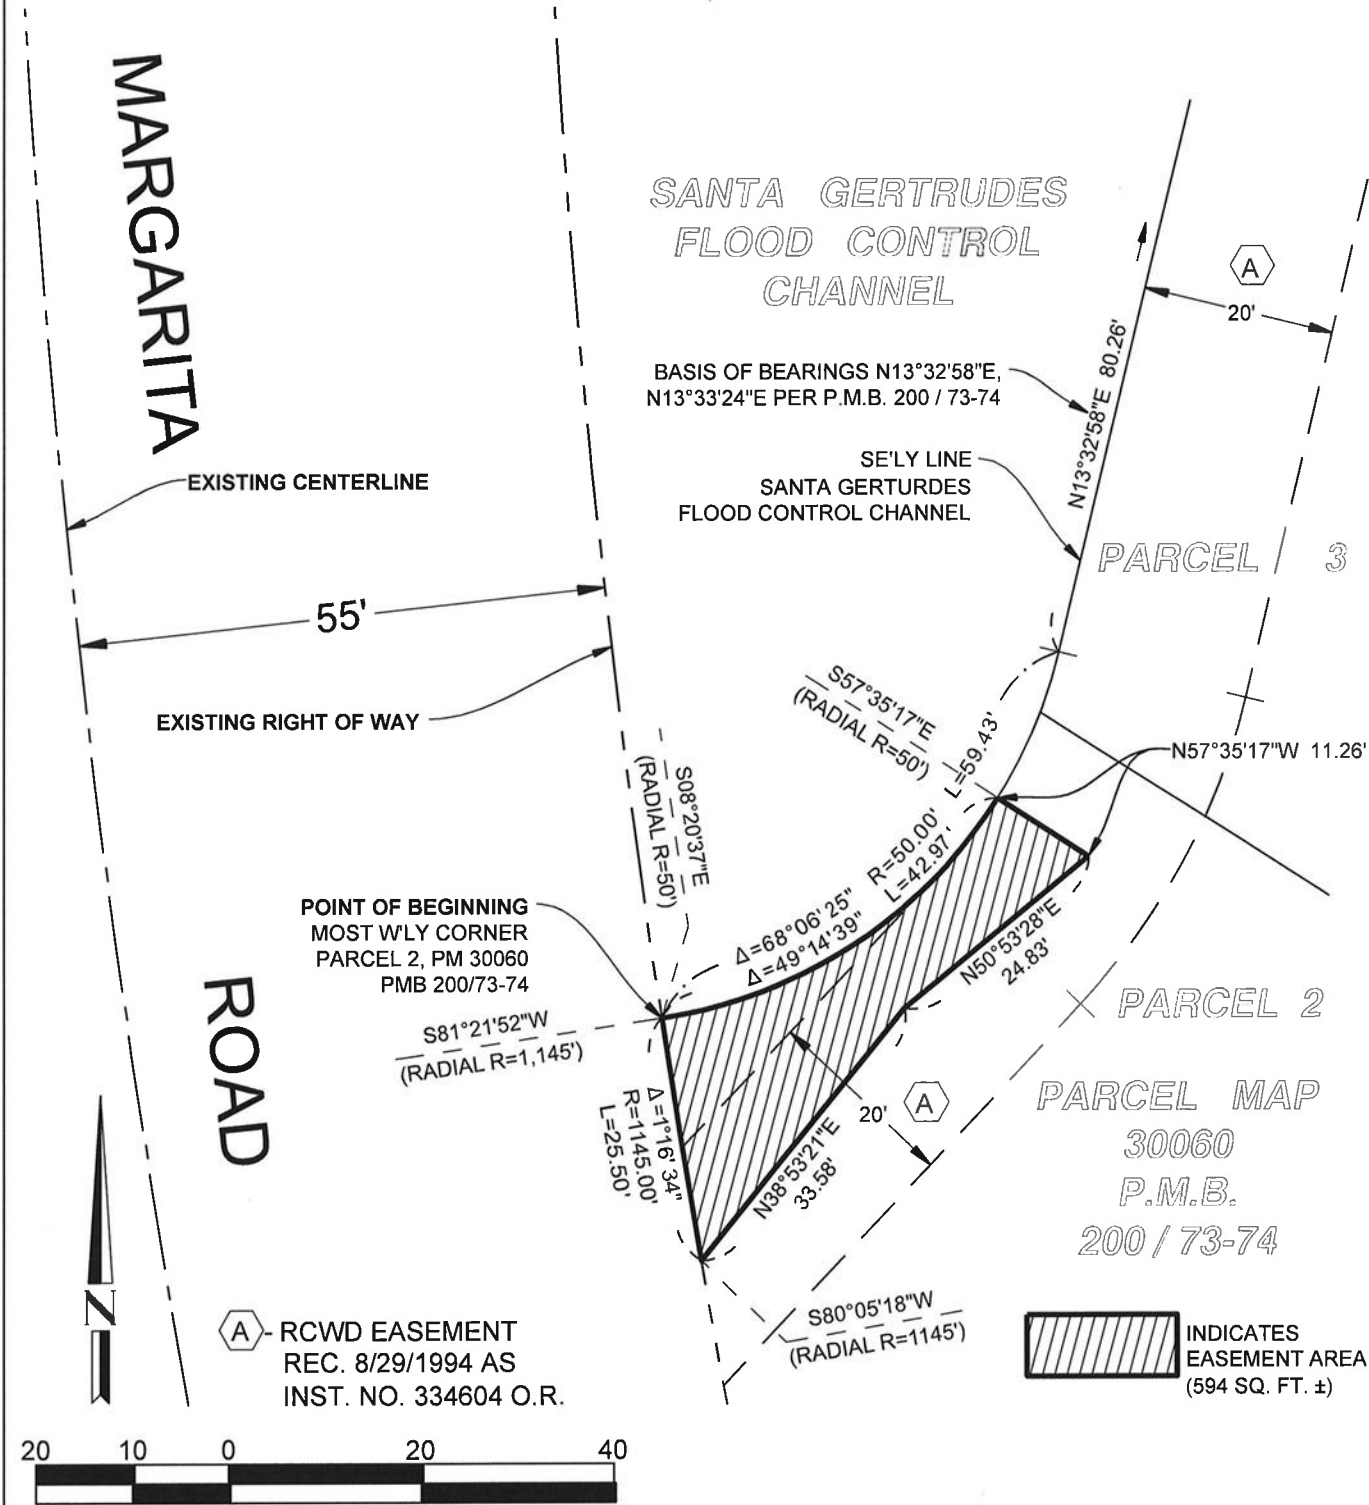 MARGARITA
SANTA GERTRUDES
FLOOD CONTROL
CHANNEL
A
20'
BASIS OF BEARINGS N13°32'58"E,
N13°33'24"E PER P.M.B. 200 / 73-74
N13°32'58"E 80.26'
SE'LY LINE
SANTA GERTURDES
FLOOD CONTROL CHANNEL
EXISTING CENTERLINE
PARCEL 3
55'
EXISTING RIGHT OF WAY
S57°35'17"E
(RADIAL R=50')
L=59.43'
N57°35'17"W 11.26'
S08°20'37"E
(RADIAL R=50')
R=50.00'
L=42.97'
Δ=68°06'25"
Δ=49°14'39"
POINT OF BEGINNING
MOST W'LY CORNER
PARCEL 2, PM 30060
PMB 200/73-74
N50°53'28"E
24.83'
ROAD
S81°21'52"W
(RADIAL R=1,145')
PARCEL 2
Δ=1°16'34"
R=1145.00'
L=25.50'
20'
A
N38°53'21"E
33.58'
PARCEL MAP
30060
P.M.B.
200 / 73-74
N
S80°05'18"W
(RADIAL R=1145')
A - RCWD EASEMENT
REC. 8/29/1994 AS
INST. NO. 334604 O.R.
INDICATES
EASEMENT AREA
(594 SQ. FT. ±)
20 10 0 20 40